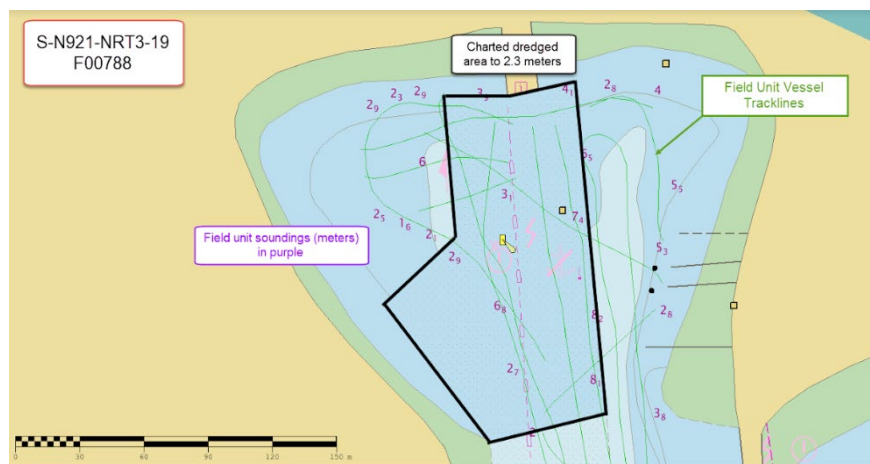 S-N921-NRT3-19
F00788
Charted dredged
area to 2.3 meters
Field Unit Vessel
Tracklines
Field unit soundings (meters)
in purple
2₉ 2₃ 2₉ 3₉ 4₁ 2₈ 4
6 5₅
3₁ 5₅
2₅ 1₆ 7₄
2₁
2₉ 5₃
6₈ 8₂ 2₈
2₇ 8₁
3₈
2
0 30 60 90 120 150 m